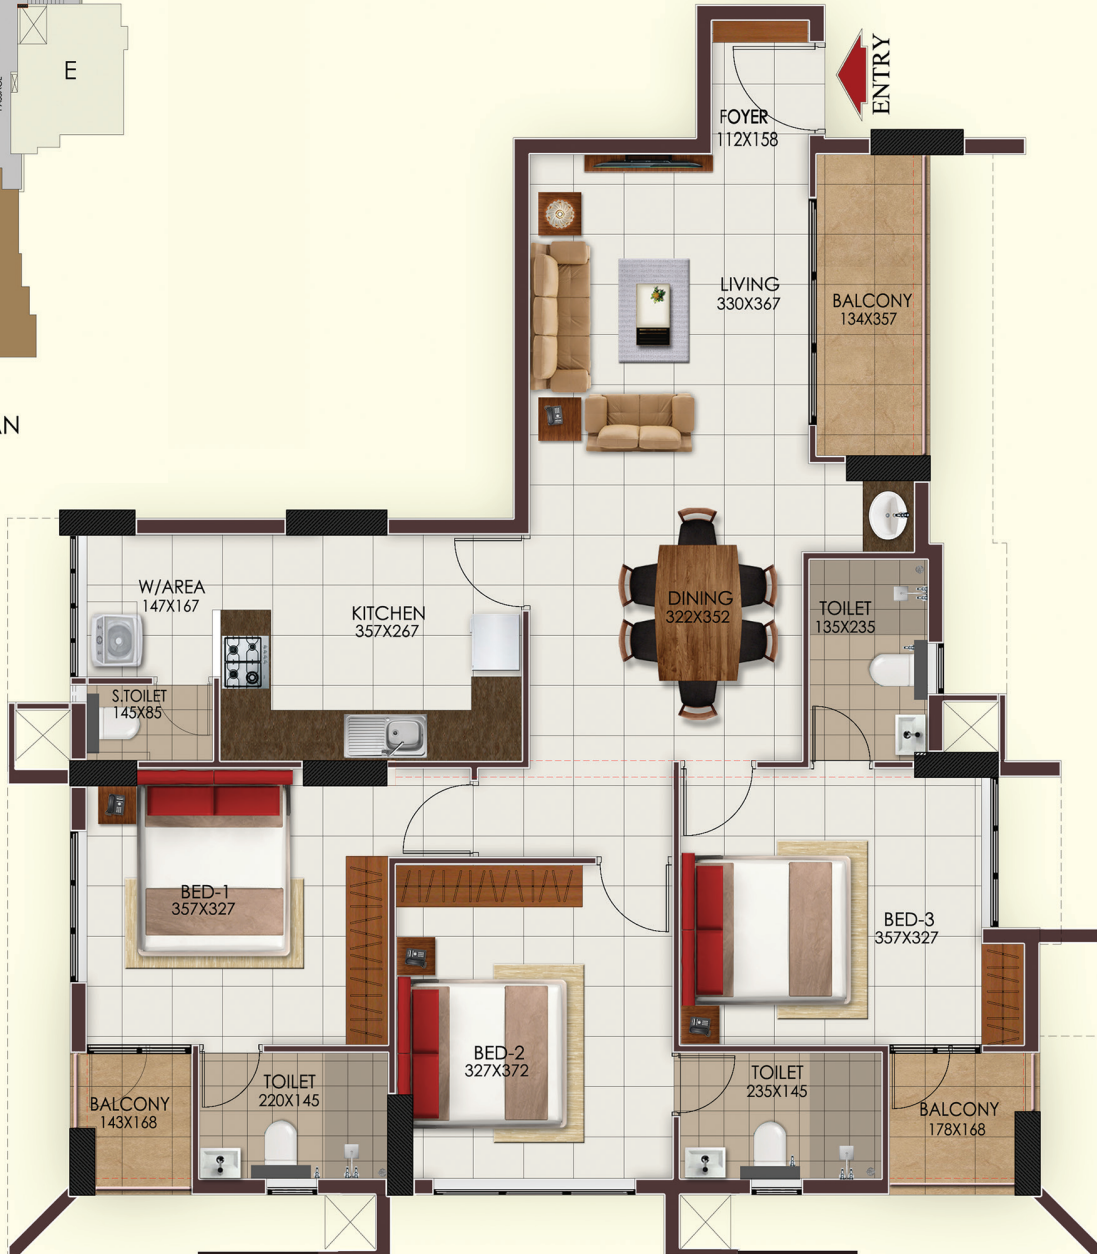 E
AN
ENTRY
FOYER
112X158
LIVING
330X367
BALCONY
134X357
W/AREA
147X167
KITCHEN
357X267
DINING
322X352
TOILET
135X235
S.TOILET
145X85
BED-1
357X327
BED-3
357X327
BED-2
327X372
TOILET
220X145
TOILET
235X145
BALCONY
143X168
BALCONY
178X168